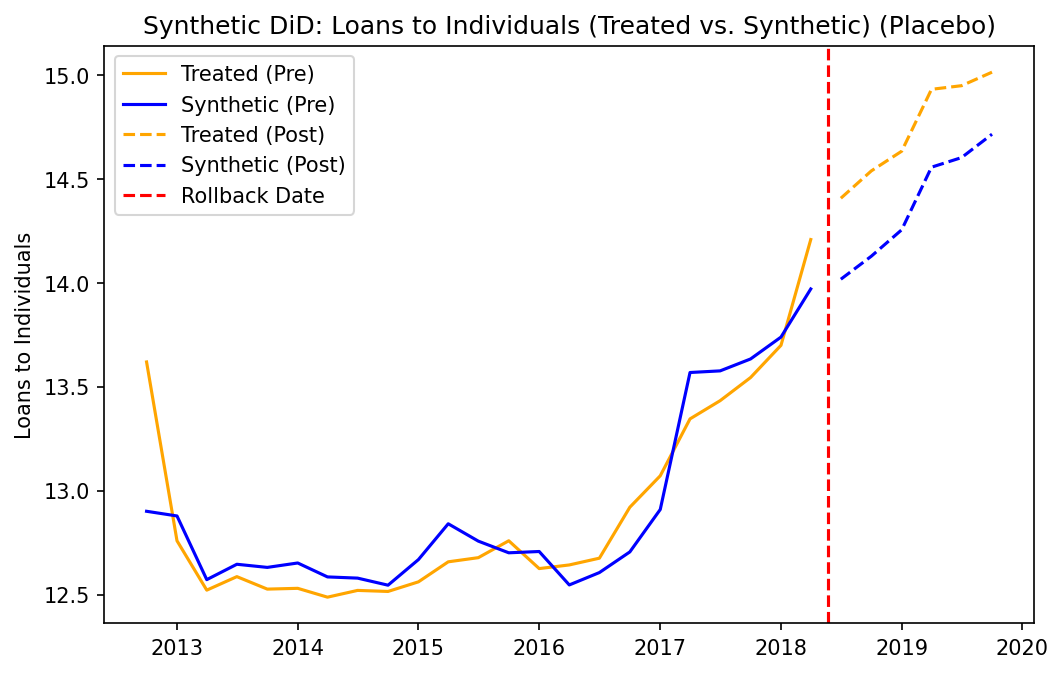 Synthetic DiD: Loans to Individuals (Treated vs. Synthetic) (Placebo)
Treated (Pre)
Synthetic (Pre)
Treated (Post)
Synthetic (Post)
Rollback Date
Loans to Individuals
15.0
14.5
14.0
13.5
13.0
12.5
2013 2014 2015 2016 2017 2018 2019 2020